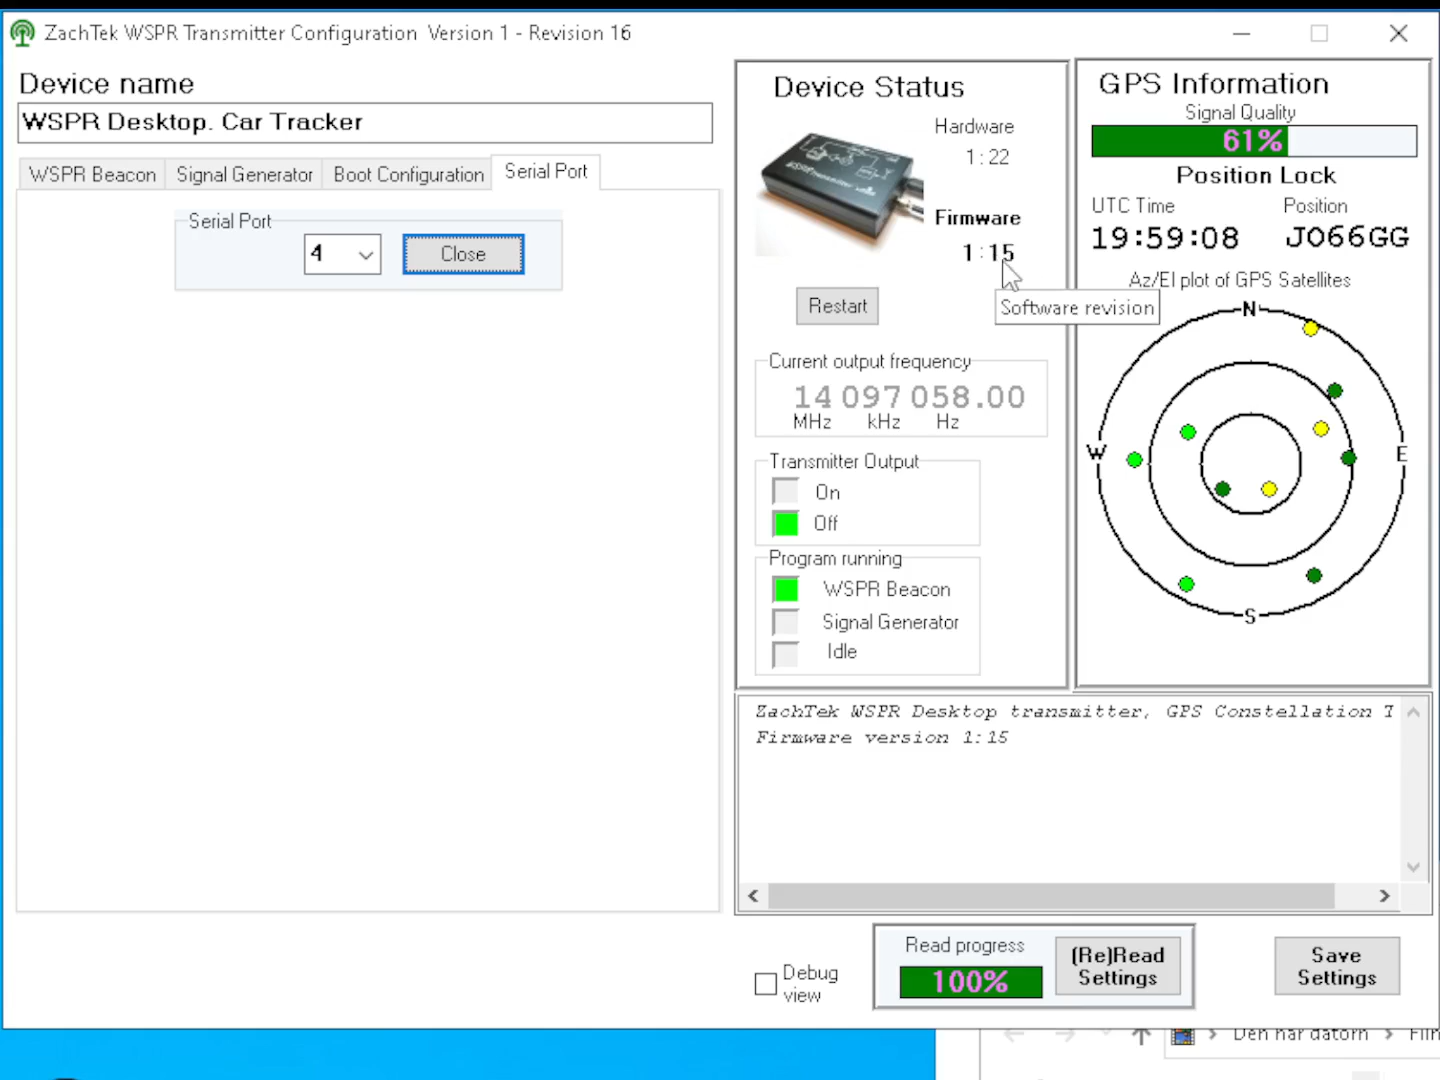 ZachTek WSPR Transmitter Configuration Version 1 - Revision 16
Device name
WSPR Desktop. Car Tracker
WSPR Beacon
Signal Generator
Boot Configuration
Serial Port
Serial Port
4
Close
Device Status
Hardware
1:22
Firmware
1:15
Software revision
Restart
Current output frequency
14 097 058.00
MHz kHz Hz
Transmitter Output
On
Off
Program running
WSPR Beacon
Signal Generator
Idle
GPS Information
Signal Quality
61%
Position Lock
UTC Time Position
19:59:08 JO66GG
Az/El plot of GPS Satellites
N
W
E
S
ZachTek WSPR Desktop transmitter, GPS Constellation T
Firmware version 1:15
Debug
view
Read progress
100%
(Re)Read
Settings
Save
Settings
Den här datorn